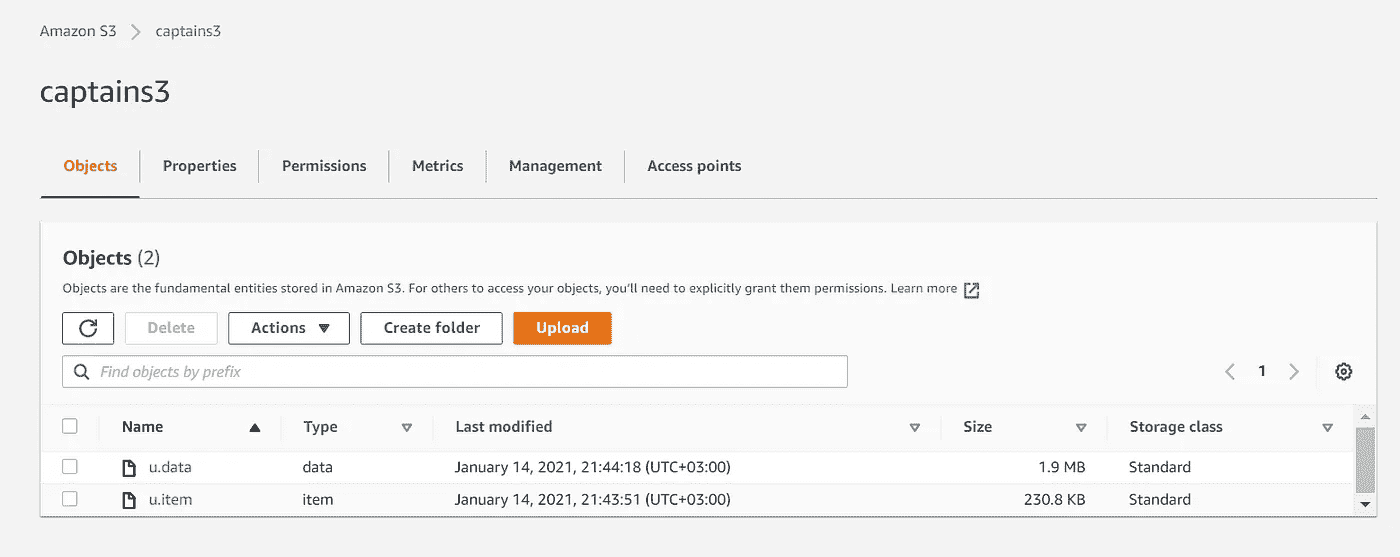 Amazon S3 > captains3
captains3
Objects Properties Permissions Metrics Management Access points
Objects (2)
Objects are the fundamental entities stored in Amazon S3. For others to access your objects, you'll need to explicitly grant them permissions. Learn more
Delete Actions Create folder Upload
Find objects by prefix 1
Name Type Last modified Size Storage class
u.data data January 14, 2021, 21:44:18 (UTC+03:00) 1.9 MB Standard
u.item item January 14, 2021, 21:43:51 (UTC+03:00) 230.8 KB Standard